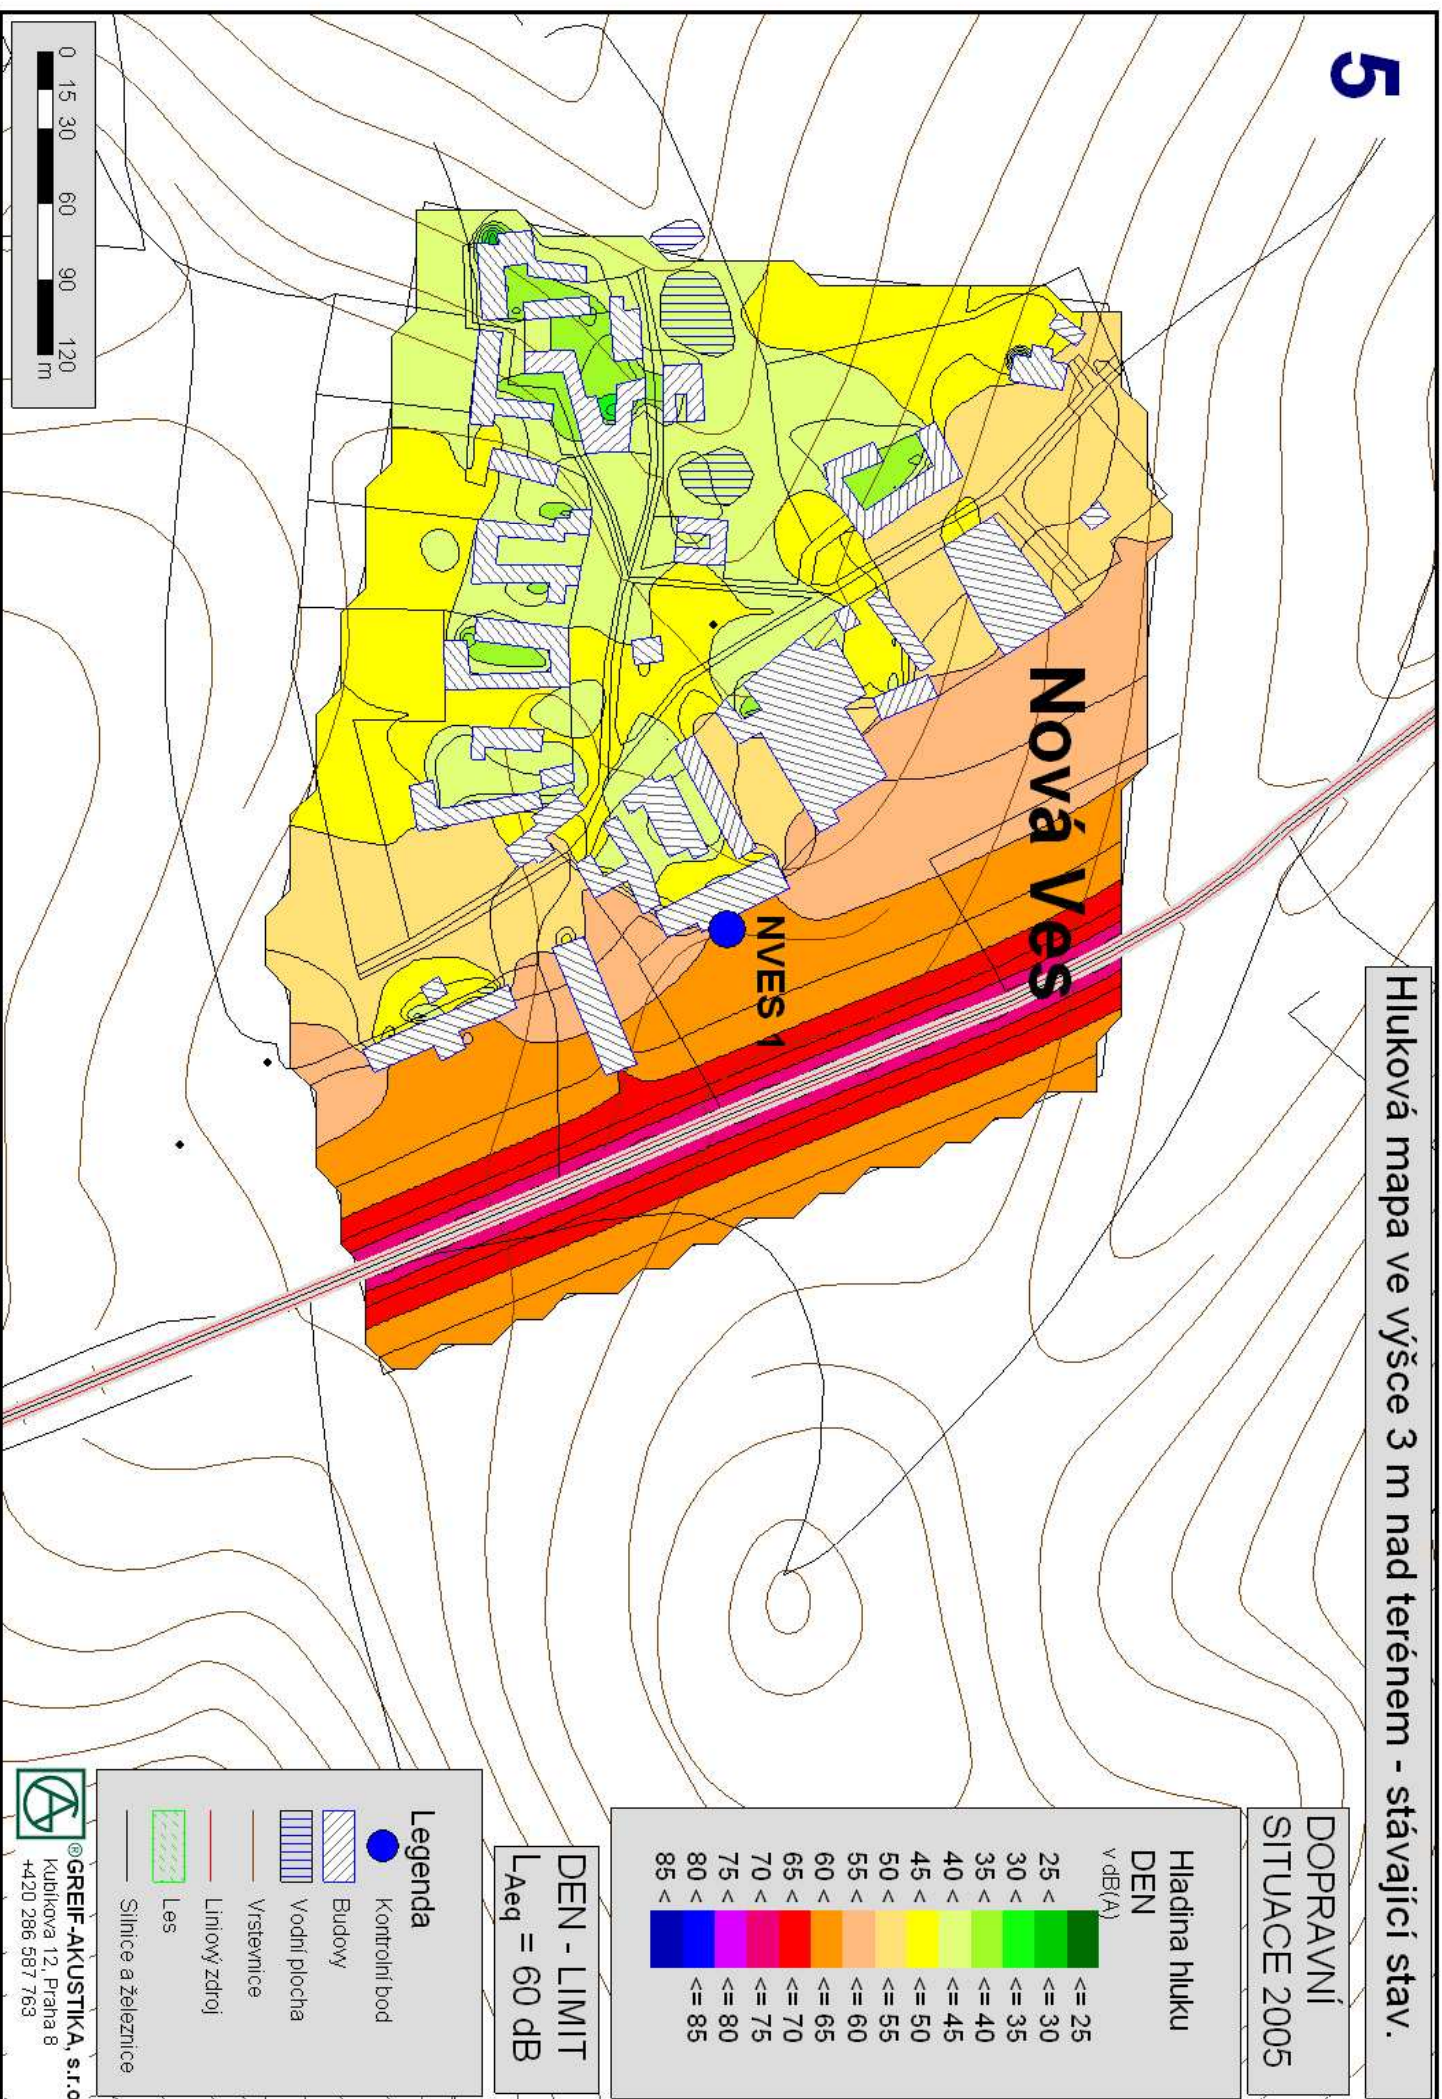 5
Hluková mapa ve výšce 3 m nad terénem - stávající stav.
DOPRAVNÍ
SITUACE 2005
Nová Ves
NVES 1
Hladina hluku
DEN
v dB(A)
<= 25
25 < <= 30
30 < <= 35
35 < <= 40
40 < <= 45
45 < <= 50
50 < <= 55
55 < <= 60
60 < <= 65
65 < <= 70
70 < <= 75
75 < <= 80
80 < <= 85
85 <
DEN - LIMIT
LAeq = 60 dB
Legenda
Kontrolní bod
Budovy
Vodní plocha
Vrstevnice
Liniový zdroj
Les
Silnice a železnice
0 15 30 60 90 120
m
®GREIF-AKUSTIKA, s.r.o
Kubíkova 12, Praha 8
+420 286 587 763